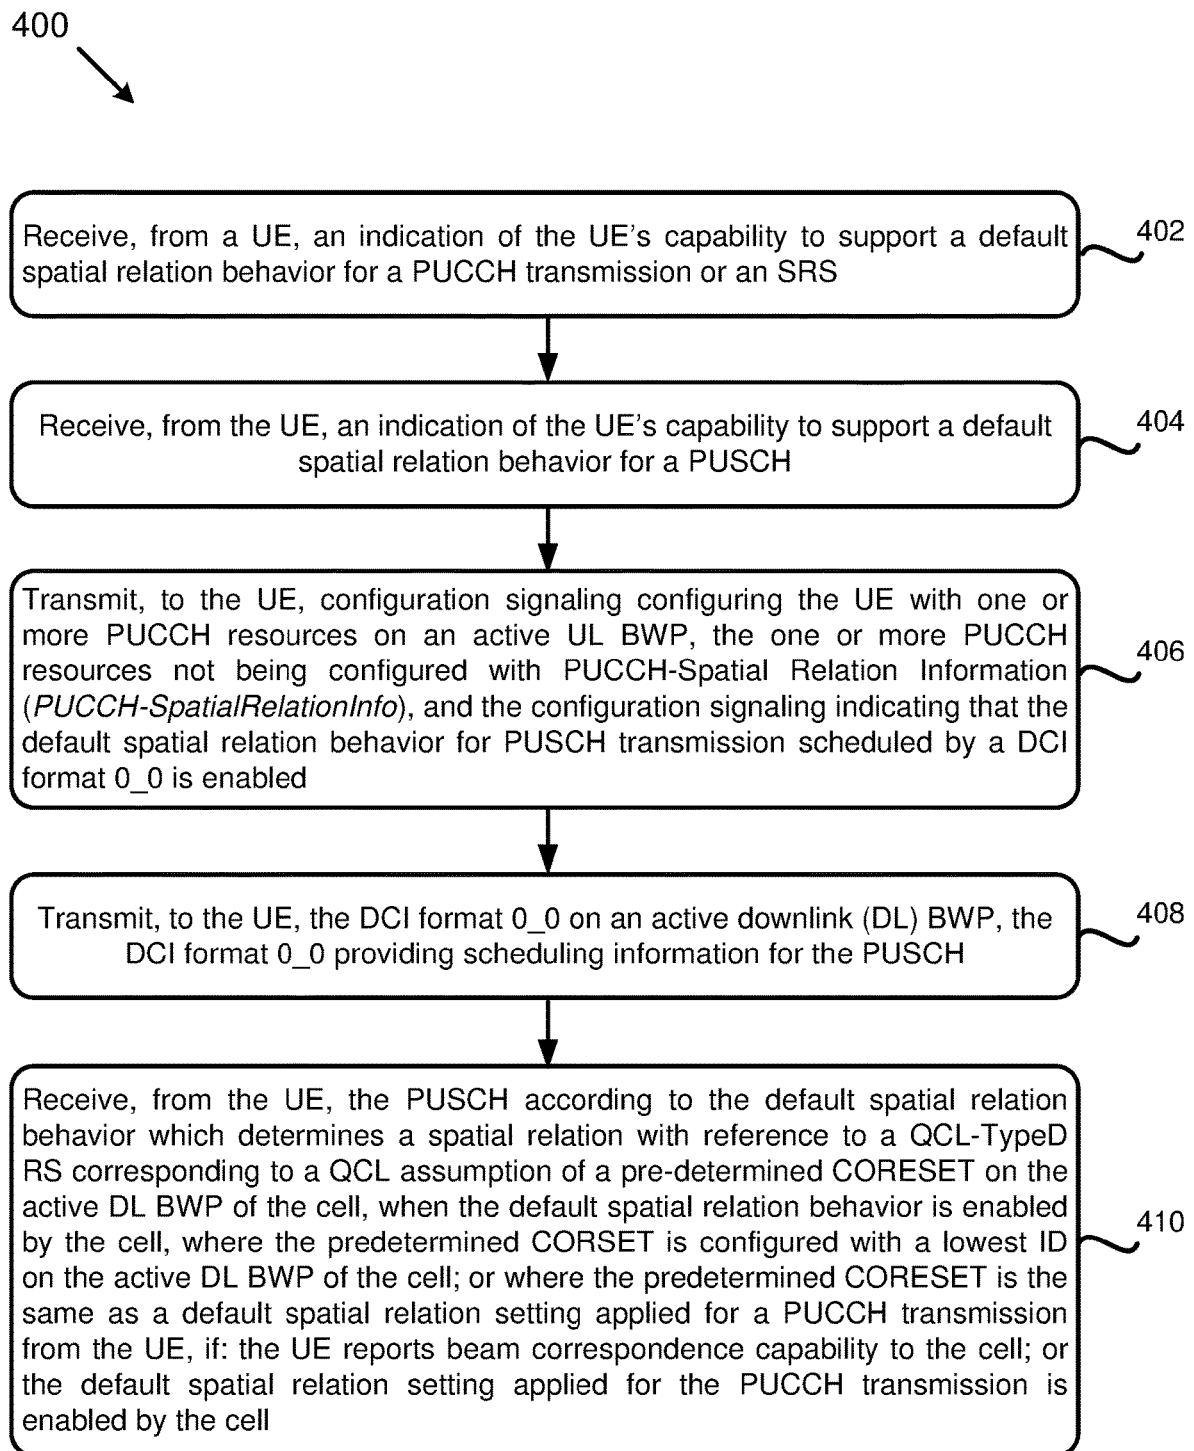 400
Receive, from a UE, an indication of the UE's capability to support a default
spatial relation behavior for a PUCCH transmission or an SRS
402
Receive, from the UE, an indication of the UE's capability to support a default
spatial relation behavior for a PUSCH
404
Transmit, to the UE, configuration signaling configuring the UE with one or
more PUCCH resources on an active UL BWP, the one or more PUCCH
resources not being configured with PUCCH-Spatial Relation Information
(PUCCH-SpatialRelationInfo), and the configuration signaling indicating that the
default spatial relation behavior for PUSCH transmission scheduled by a DCI
format 0_0 is enabled
406
Transmit, to the UE, the DCI format 0_0 on an active downlink (DL) BWP, the
DCI format 0_0 providing scheduling information for the PUSCH
408
Receive, from the UE, the PUSCH according to the default spatial relation
behavior which determines a spatial relation with reference to a QCL-TypeD
RS corresponding to a QCL assumption of a pre-determined CORESET on the
active DL BWP of the cell, when the default spatial relation behavior is enabled
by the cell, where the predetermined CORSET is configured with a lowest ID
on the active DL BWP of the cell; or where the predetermined CORESET is the
same as a default spatial relation setting applied for a PUCCH transmission
from the UE, if: the UE reports beam correspondence capability to the cell; or
the default spatial relation setting applied for the PUCCH transmission is
enabled by the cell
410